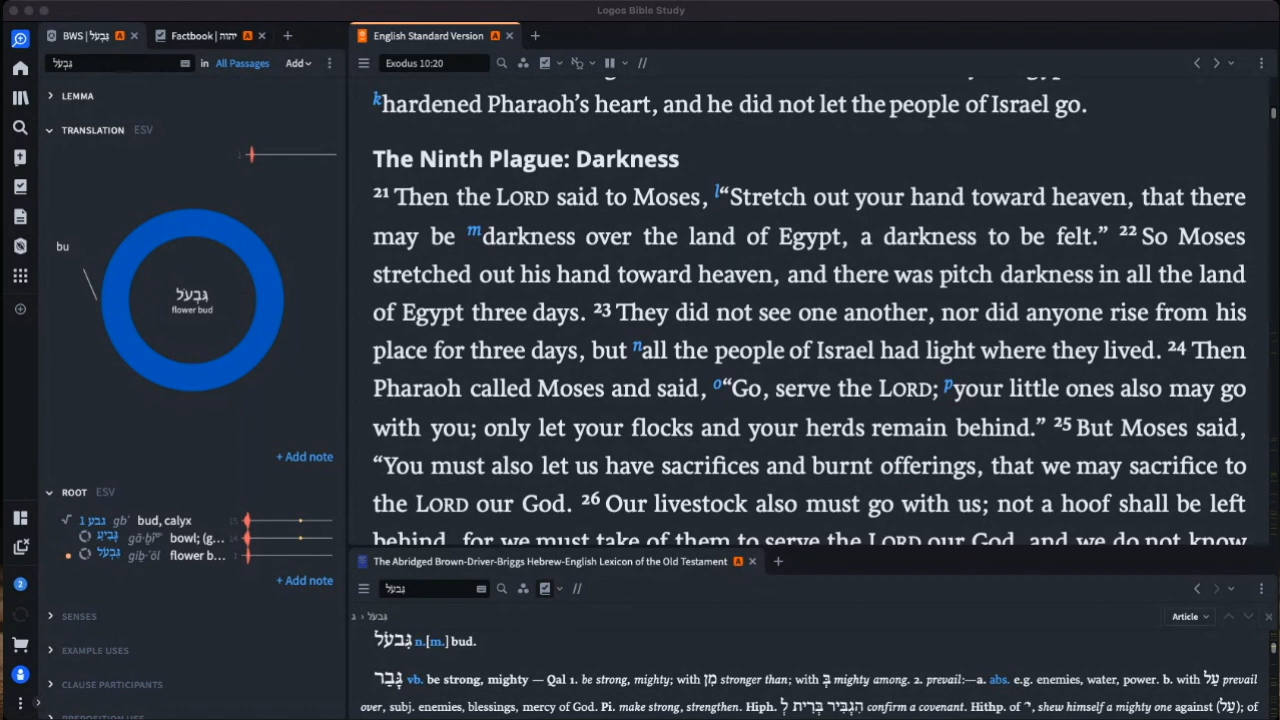 Logos Bible Study
BWS | גִּבְעֹל
Factbook | יהוה
English Standard Version
גִּבְעֹל in All Passages Add
Exodus 10:20
LEMMA
TRANSLATION ESV
1
bu
גִּבְעֹל
flower bud
+ Add note
ROOT ESV
1 גבע gbʿ bud, calyx 15
גָּבִיעַ gā·ḇîaʿ bowl; (g... 14
גִּבְעֹל giḇ·ʿōl flower b... 1
+ Add note
SENSES
EXAMPLE USES
CLAUSE PARTICIPANTS
2
k hardened Pharaoh’s heart, and he did not let the people of Israel go.
The Ninth Plague: Darkness
21 Then the LORD said to Moses, l “Stretch out your hand toward heaven, that there
may be m darkness over the land of Egypt, a darkness to be felt.” 22 So Moses
stretched out his hand toward heaven, and there was pitch darkness in all the land
of Egypt three days. 23 They did not see one another, nor did anyone rise from his
place for three days, but n all the people of Israel had light where they lived. 24 Then
Pharaoh called Moses and said, o “Go, serve the LORD; p your little ones also may go
with you; only let your flocks and your herds remain behind.” 25 But Moses said,
“You must also let us have sacrifices and burnt offerings, that we may sacrifice to
the LORD our God. 26 Our livestock also must go with us; not a hoof shall be left
behind, for we must take of them to serve the LORD our God, and we do not know
The Abridged Brown-Driver-Briggs Hebrew-English Lexicon of the Old Testament
גִּבְעֹל
ג › גִּבְעֹל Article
גִּבְעֹל n.[m.] bud.
גָּבַר vb. be strong, mighty — Qal 1. be strong, mighty; with מִן stronger than; with בְּ mighty among. 2. prevail:—a. abs. e.g. enemies, water, power. b. with עַל prevail
over, subj. enemies, blessings, mercy of God. Pi. make strong, strengthen. Hiph. הִגְבִּיר בְּרִית לְ confirm a covenant. Hithp. of י׳, shew himself a mighty one against (עַל); of